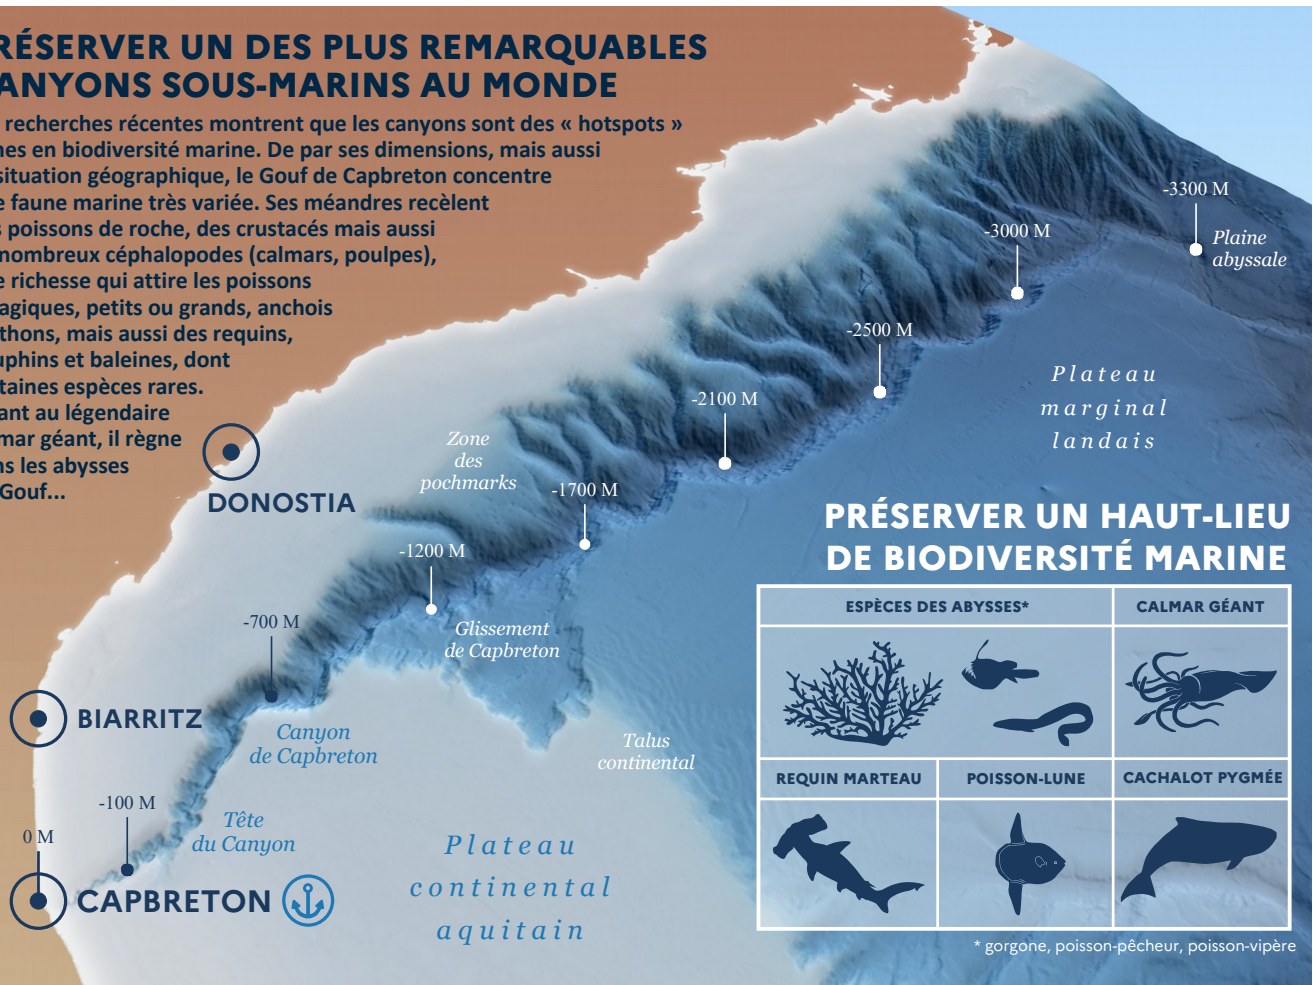 RÉSERVER UN DES PLUS REMARQUABLES
ANYONS SOUS-MARINS AU MONDE
recherches récentes montrent que les canyons sont des « hotspots »
nes en biodiversité marine. De par ses dimensions, mais aussi
situation géographique, le Gouf de Capbreton concentre
e faune marine très variée. Ses méandres recèlent
s poissons de roche, des crustacés mais aussi
nombreux céphalopodes (calmars, poulpes),
e richesse qui attire les poissons
agiques, petits ou grands, anchois
thons, mais aussi des requins,
uphins et baleines, dont
taines espèces rares.
ant au légendaire
mar géant, il règne
ns les abysses
Gouf...
-3300 M
Plaine
abyssale
-3000 M
-2500 M
-2100 M
-1700 M
-1200 M
-700 M
-100 M
0 M
Plateau
marginal
landais
Zone
des
pochmarks
DONOSTIA
Glissement
de Capbreton
BIARRITZ
Canyon
de Capbreton
Talus
continental
Tête
du Canyon
CAPBRETON
Plateau
continental
aquitain
PRÉSERVER UN HAUT-LIEU
DE BIODIVERSITÉ MARINE
ESPÈCES DES ABYSSES*
CALMAR GÉANT
REQUIN MARTEAU
POISSON-LUNE
CACHALOT PYGMÉE
* gorgone, poisson-pêcheur, poisson-vipère